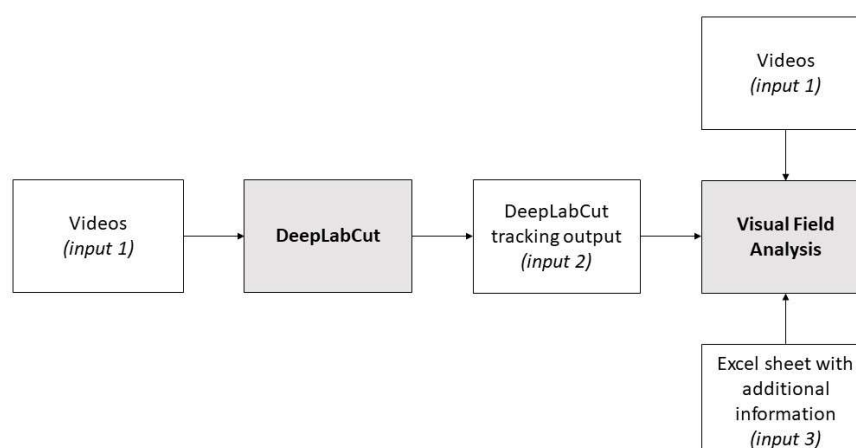 Videos
(input 1)
Videos
(input 1)
DeepLabCut
DeepLabCut
tracking output
(input 2)
Visual Field
Analysis
Excel sheet with
additional
information
(input 3)